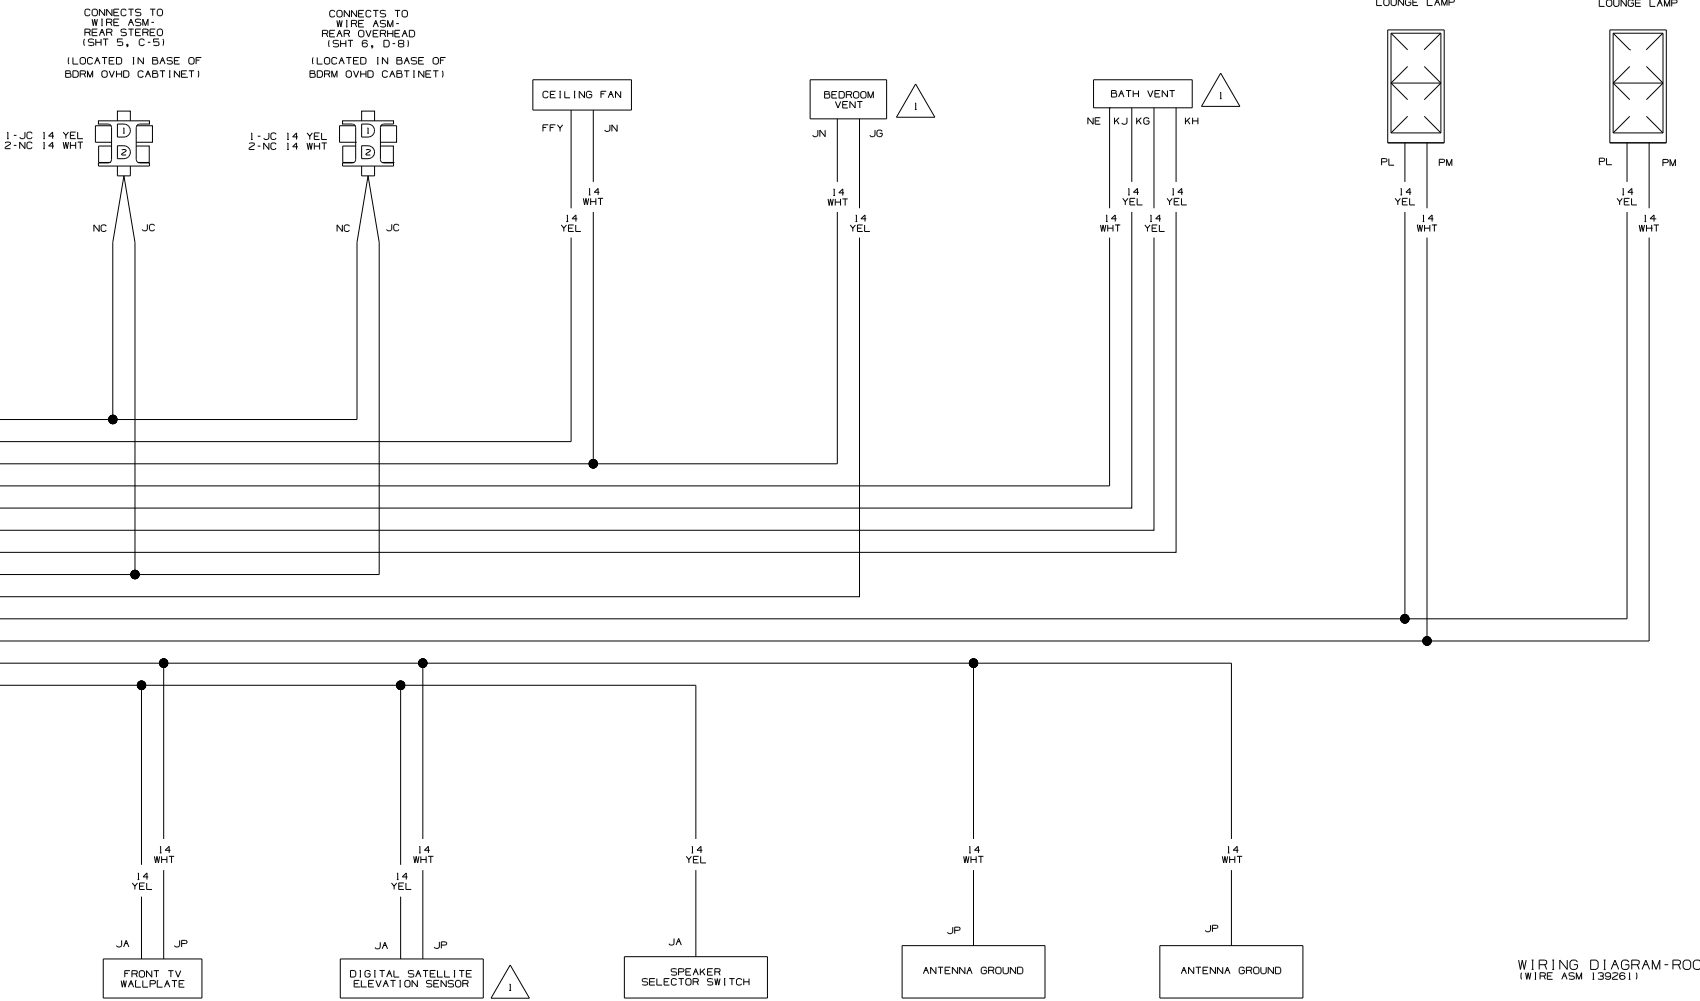 CONNECTS TO
WIRE ASM-
REAR STEREO
(SHT 5, C-5)
(LOCATED IN BASE OF
BDRM OVHD CABTINET)
CONNECTS TO
WIRE ASM-
REAR OVERHEAD
(SHT 6, D-8)
(LOCATED IN BASE OF
BDRM OVHD CABTINET)
LOUNGE LAMP
LOUNGE LAMP
CEILING FAN
BEDROOM
VENT
1
BATH VENT
1
1-JC 14 YEL
2-NC 14 WHT
1
2
1-JC 14 YEL
2-NC 14 WHT
1
2
FFY
JN
JN
JG
NE
KJ
KG
KH
PL
PM
PL
PM
NC
JC
NC
JC
14
YEL
14
WHT
14
WHT
14
YEL
14
WHT
14
YEL
14
YEL
14
YEL
14
YEL
14
WHT
14
YEL
14
WHT
14
YEL
14
WHT
14
YEL
14
WHT
14
YEL
14
WHT
14
WHT
JA
JP
JA
JP
JA
JP
JP
FRONT TV
WALLPLATE
DIGITAL SATELLITE
ELEVATION SENSOR
1
SPEAKER
SELECTOR SWITCH
ANTENNA GROUND
ANTENNA GROUND
WIRING DIAGRAM-ROO
(WIRE ASM 139261)